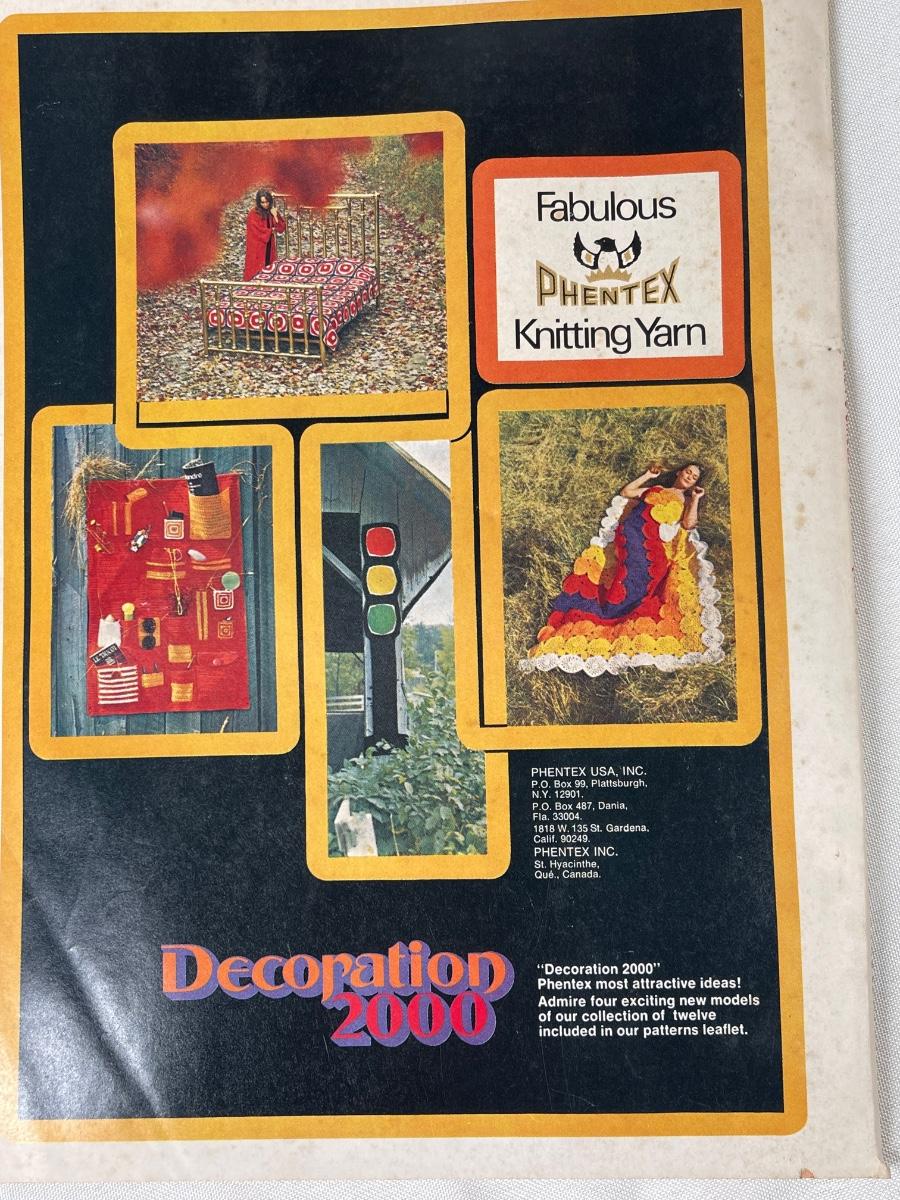 Fabulous
PHENTEX
Knitting Yarn
PHENTEX USA, INC.
P.O. Box 99, Plattsburgh,
N.Y. 12901.
P.O. Box 487, Dania,
Fla. 33004.
1818 W. 135 St. Gardena,
Calif. 90249.
PHENTEX INC.
St. Hyacinthe,
Qué., Canada.
Decoration
2000
"Decoration 2000"
Phentex most attractive ideas!
Admire four exciting new models
of our collection of twelve
included in our patterns leaflet.